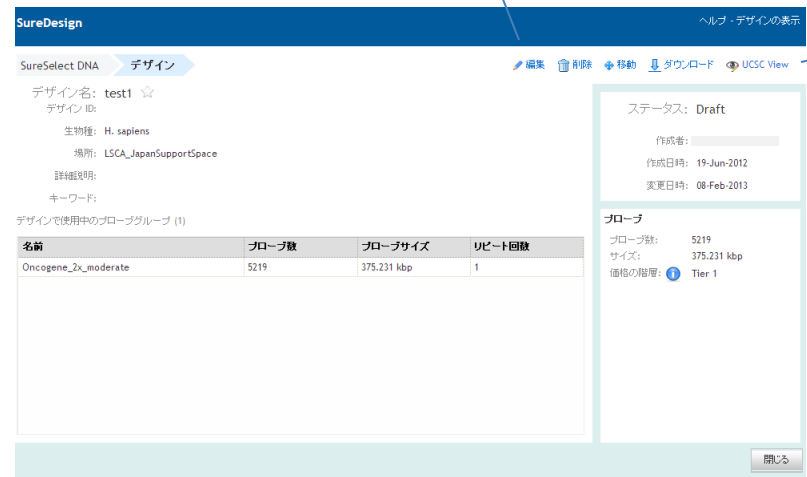 SureDesign
ヘルプ - デザインの表示
SureSelect DNA デザイン
編集 削除 移動 ダウンロード UCSC View
デザイン名: test1
デザイン ID:
生物種: H. sapiens
場所: LSCA_JapanSupportSpace
詳細説明:
キーワード:
デザインで使用中のプローブグループ (1)
名前 プローブ数 プローブサイズ リピート回数
Oncogene_2x_moderate 5219 375.231 kbp 1
ステータス: Draft
作成者:
作成日時: 19-Jun-2012
変更日時: 08-Feb-2013
プローブ
プローブ数: 5219
サイズ: 375.231 kbp
価格の階層: Tier 1
閉じる